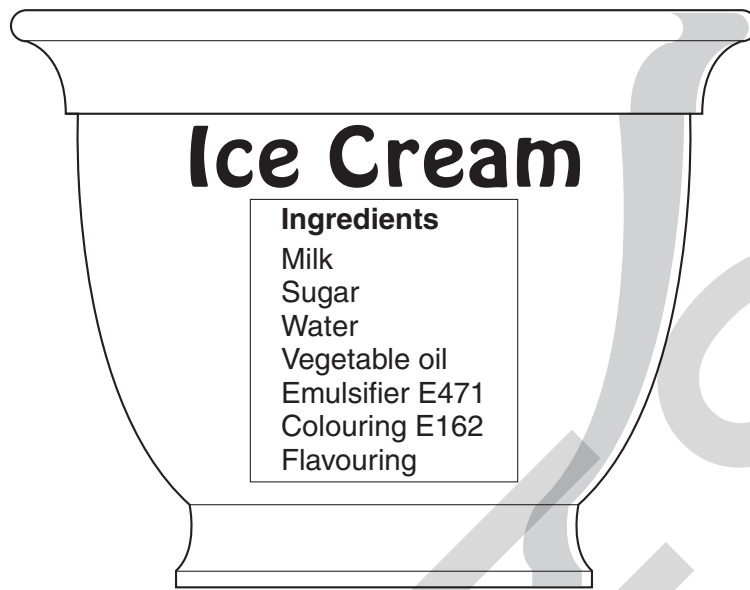 Ice Cream
Ingredients
Milk
Sugar
Water
Vegetable oil
Emulsifier E471
Colouring E162
Flavouring